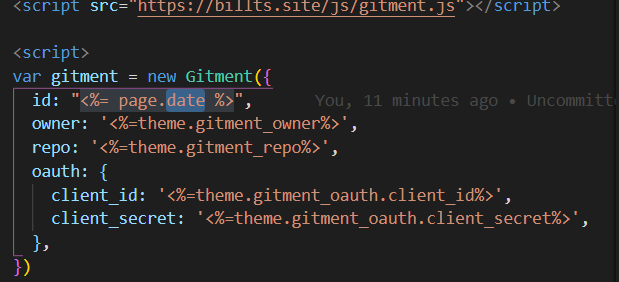 <script src="https://billts.site/js/gitment.js"></script>
<script>
var gitment = new Gitment({
id: "<%= page.date %>", You, 11 minutes ago • Uncommitte
owner: '<%=theme.gitment_owner%>',
repo: '<%=theme.gitment_repo%>',
oauth: {
client_id: '<%=theme.gitment_oauth.client_id%>',
client_secret: '<%=theme.gitment_oauth.client_secret%>',
},
})